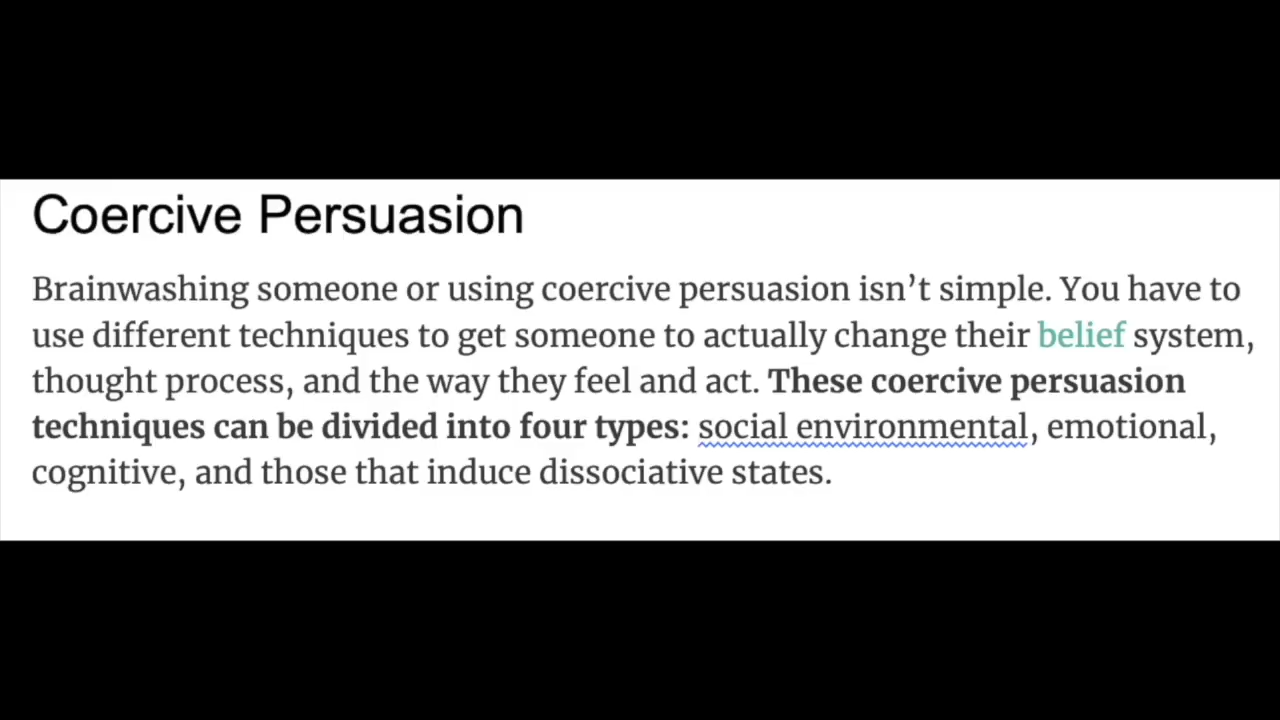 Coercive Persuasion
Brainwashing someone or using coercive persuasion isn’t simple. You have to
use different techniques to get someone to actually change their belief system,
thought process, and the way they feel and act. These coercive persuasion
techniques can be divided into four types: social environmental, emotional,
cognitive, and those that induce dissociative states.